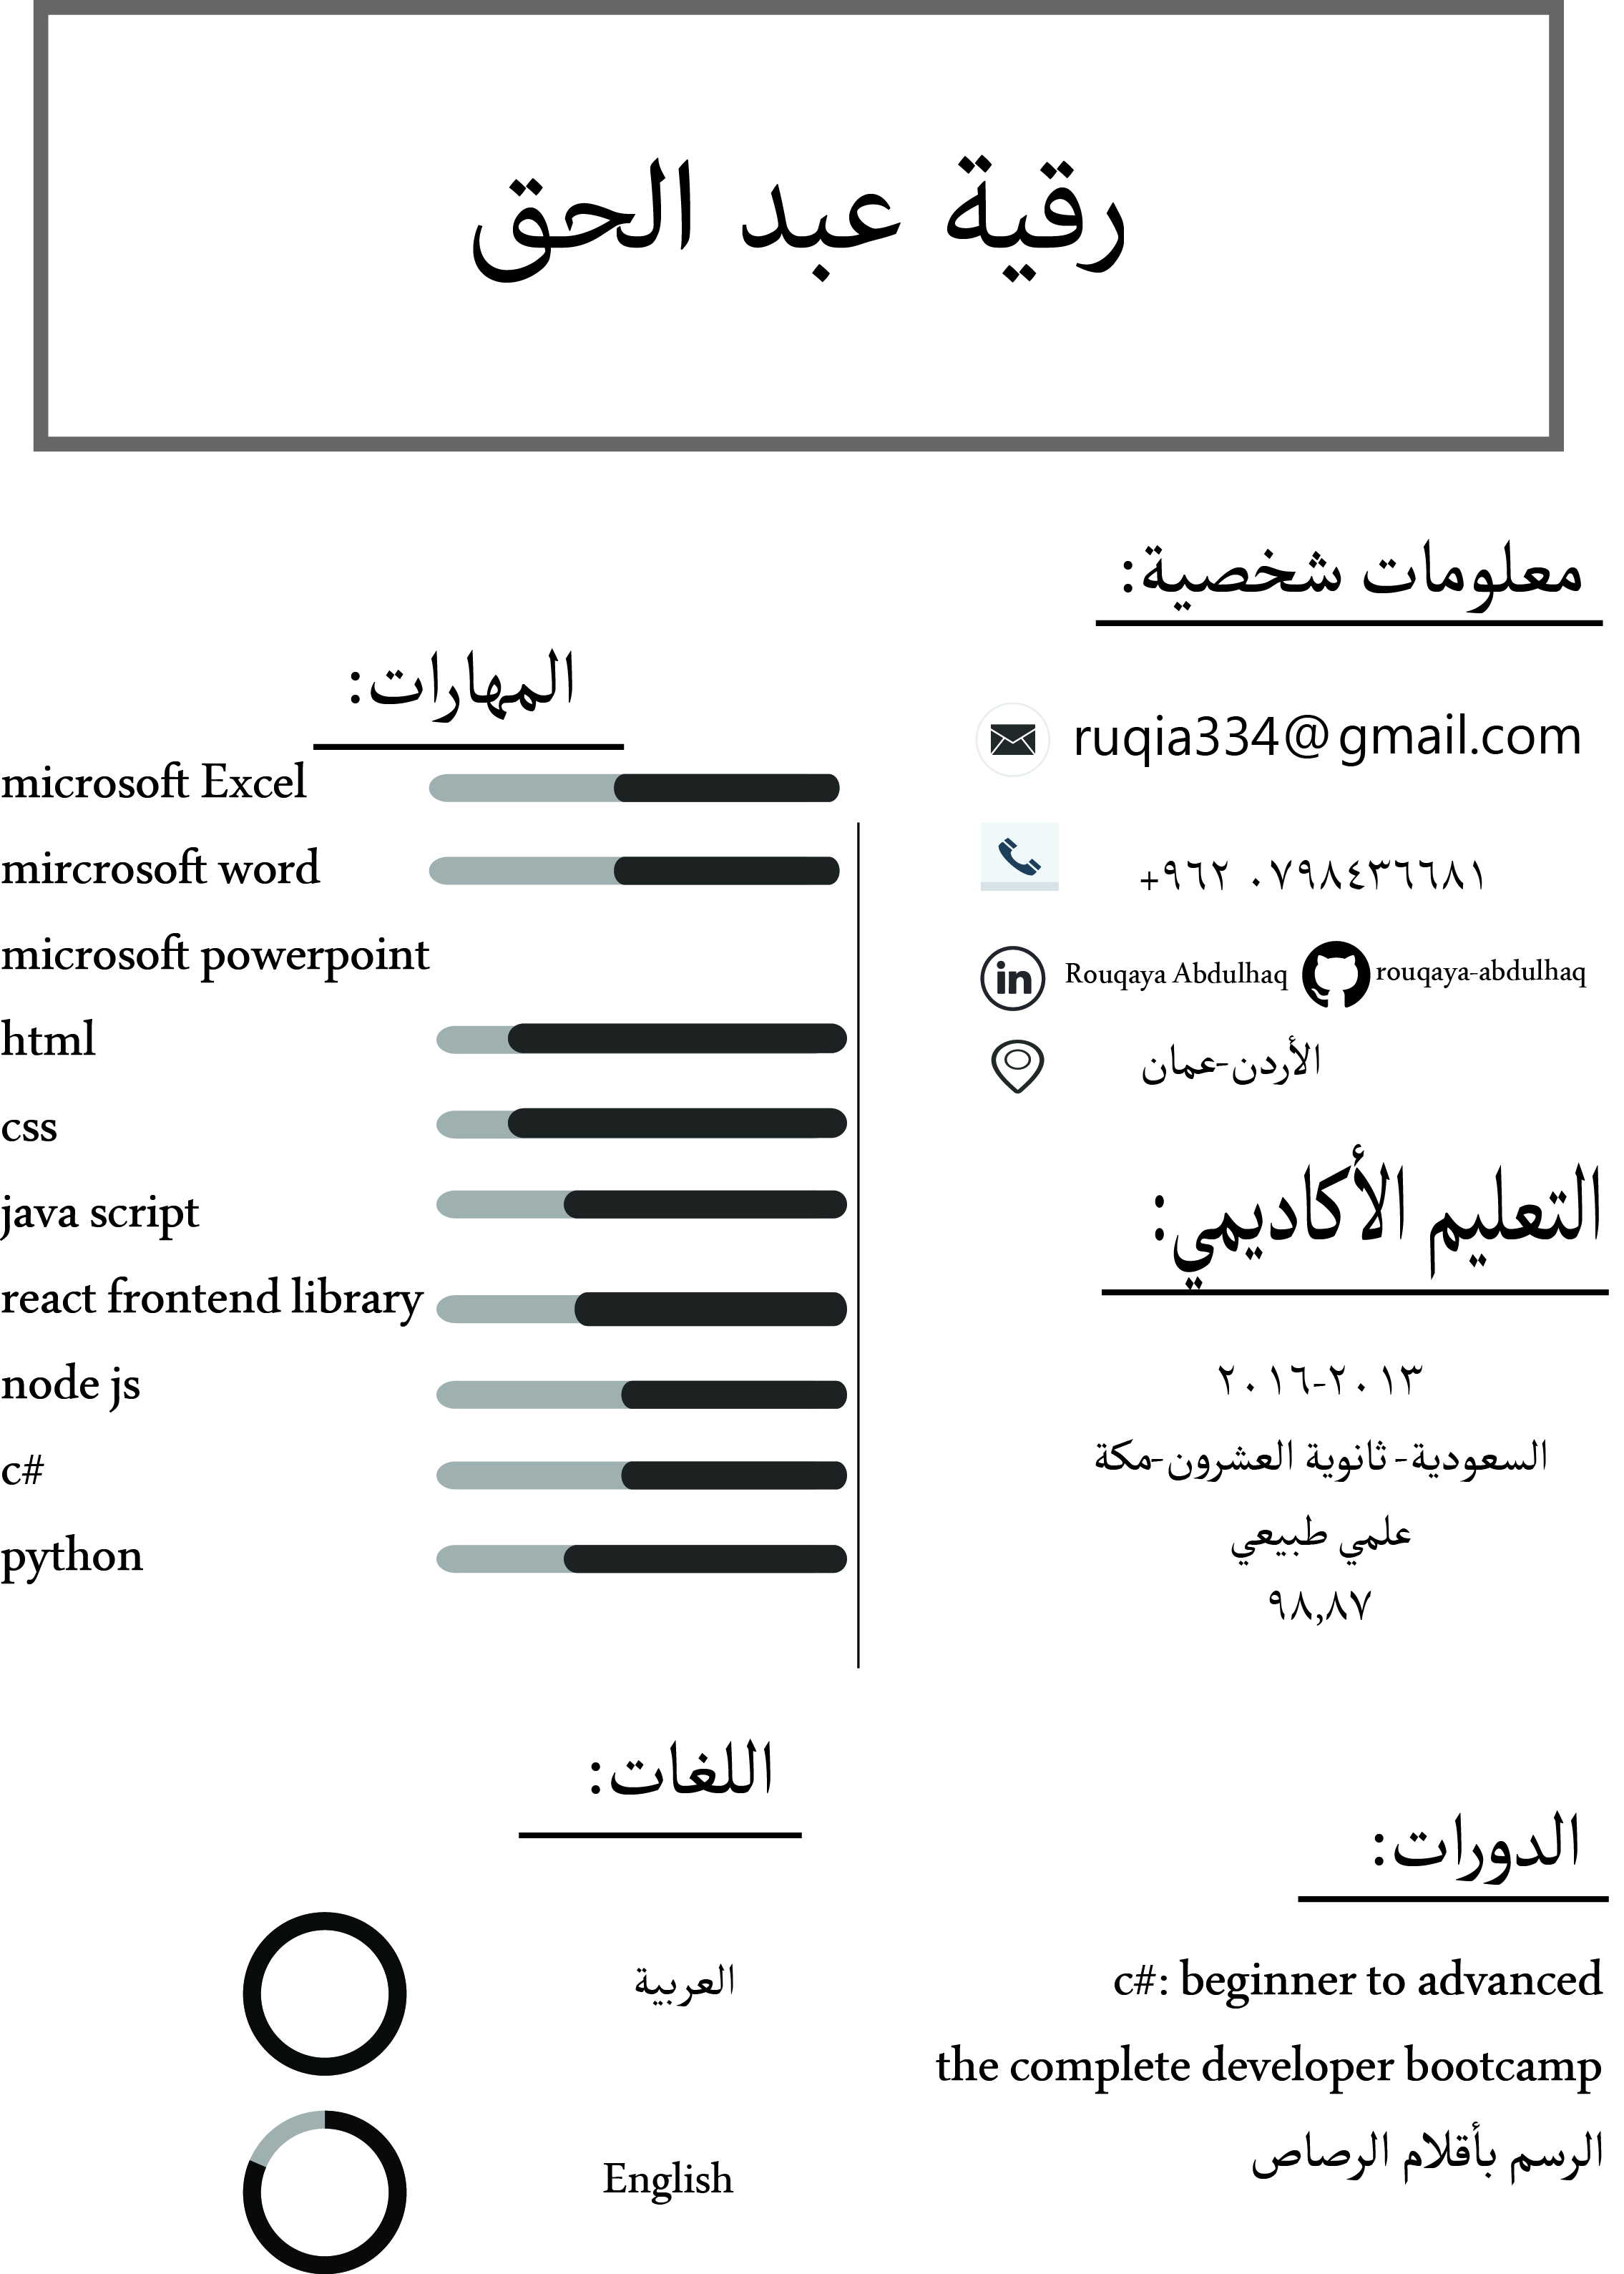 رقية عبد الحق
معلومات شخصية:
ruqia334@gmail.com
+٩٦٢ ٠٧٩٨٤٣٦٦٨١
Rouqaya Abdulhaq rouqaya-abdulhaq
الأردن-عمان
التعليم الأكاديمي:
٢٠١٦-٢٠١٣
السعودية- ثانوية العشرون-مكة
علمي طبيعي
٩٨,٨٧
المهارات:
microsoft Excel
mircrosoft word
microsoft powerpoint
html
css
java script
react frontend library
node js
c#
python
الدورات:
c#: beginner to advanced
the complete developer bootcamp
الرسم بأقلام الرصاص
اللغات:
العربية
English